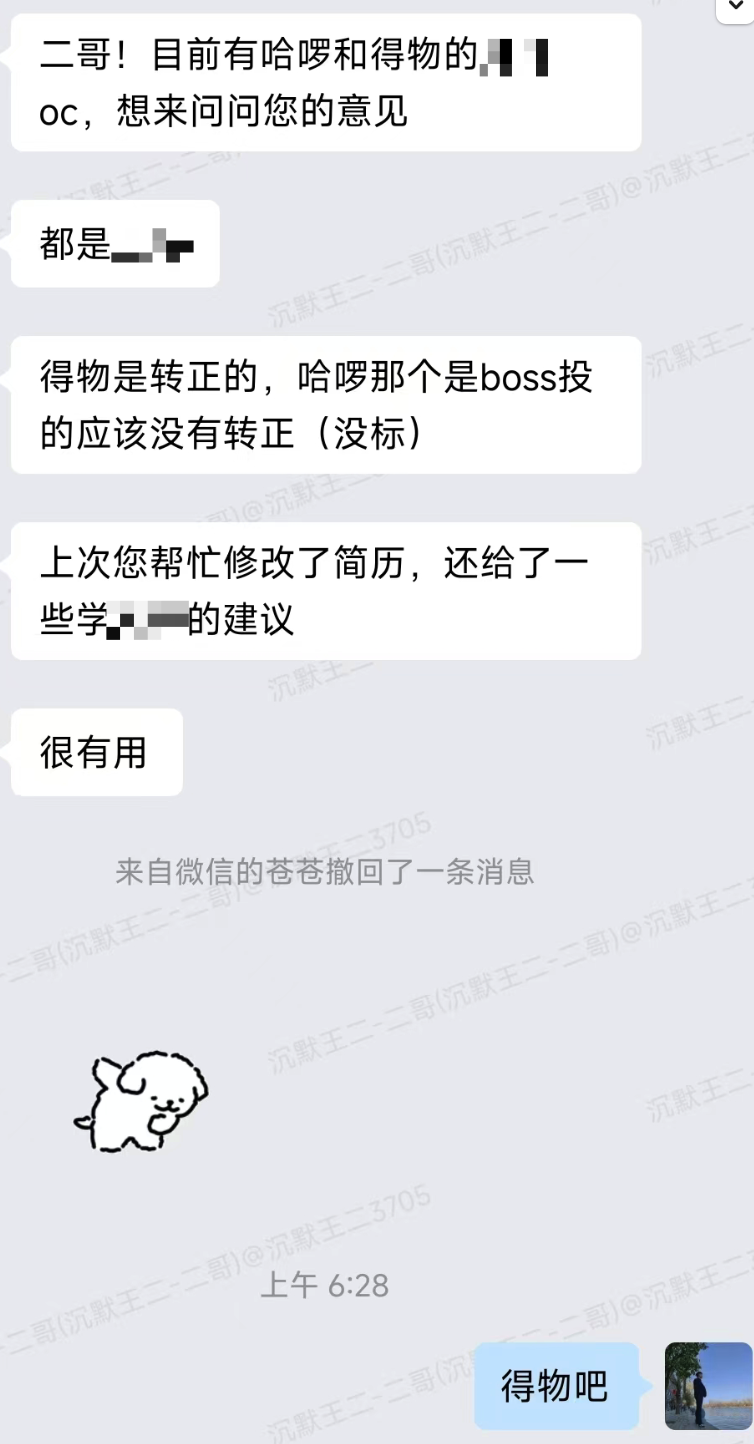 二哥！目前有哈啰和得物的
oc，想来问问您的意见
都是
得物是转正的，哈啰那个是boss投
的应该没有转正（没标）
上次您帮忙修改了简历，还给了一
些学的建议
很有用
来自微信的苍苍撤回了一条消息
上午 6:28
得物吧
沉默王二-二哥(沉默王二-二哥)@沉默王二3705